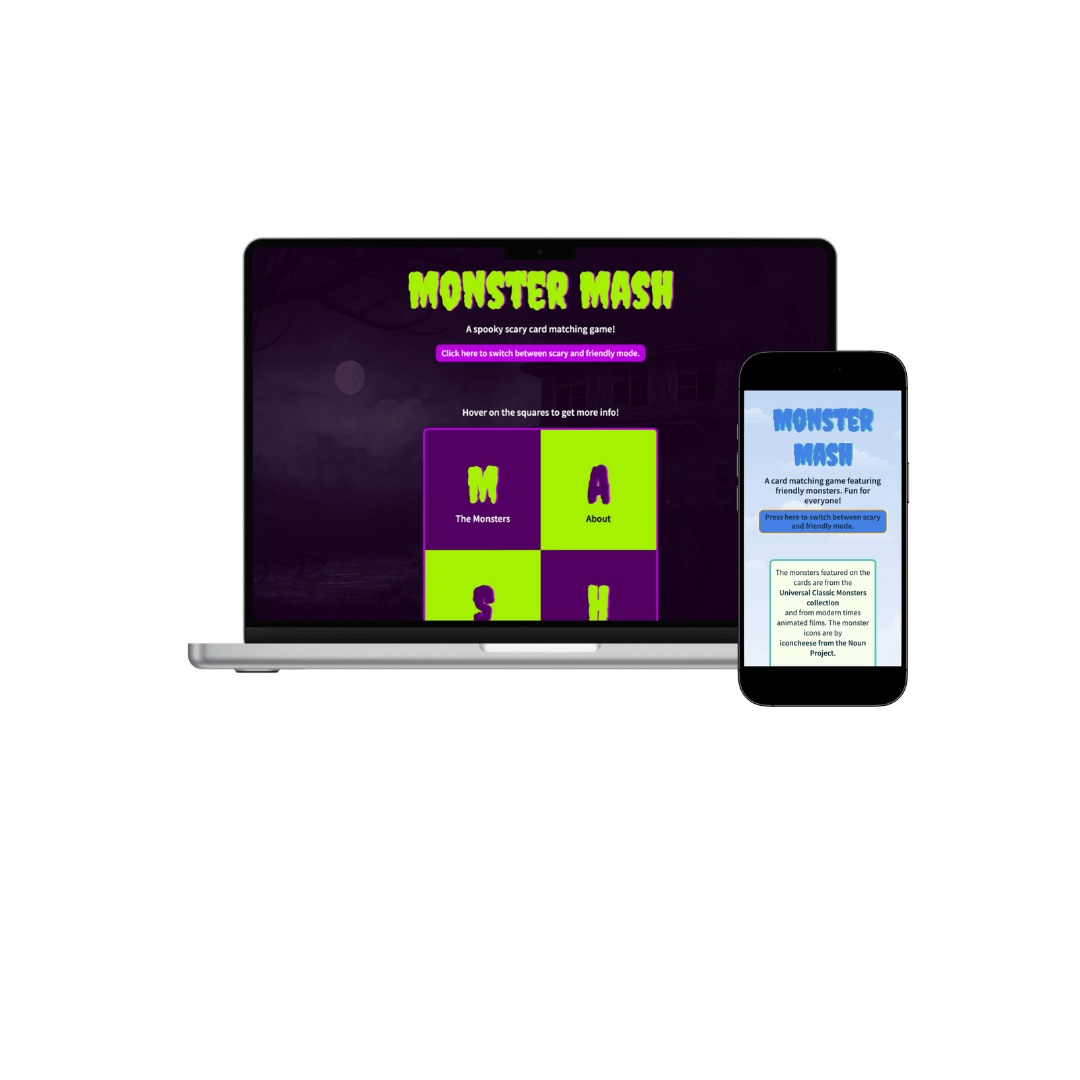 MONSTER MASH
A spooky scary card matching game!
Click here to switch between scary and friendly mode.
Hover on the squares to get more info!
M
A
The Monsters
About
S
H
MONSTER
MASH
A card matching game featuring
friendly monsters. Fun for
everyone!
Press here to switch between scary
and friendly mode.
The monsters featured on the
cards are from the
Universal Classic Monsters
collection
and from modern times
animated films. The monster
icons are by
iconcheese from the Noun
Project.